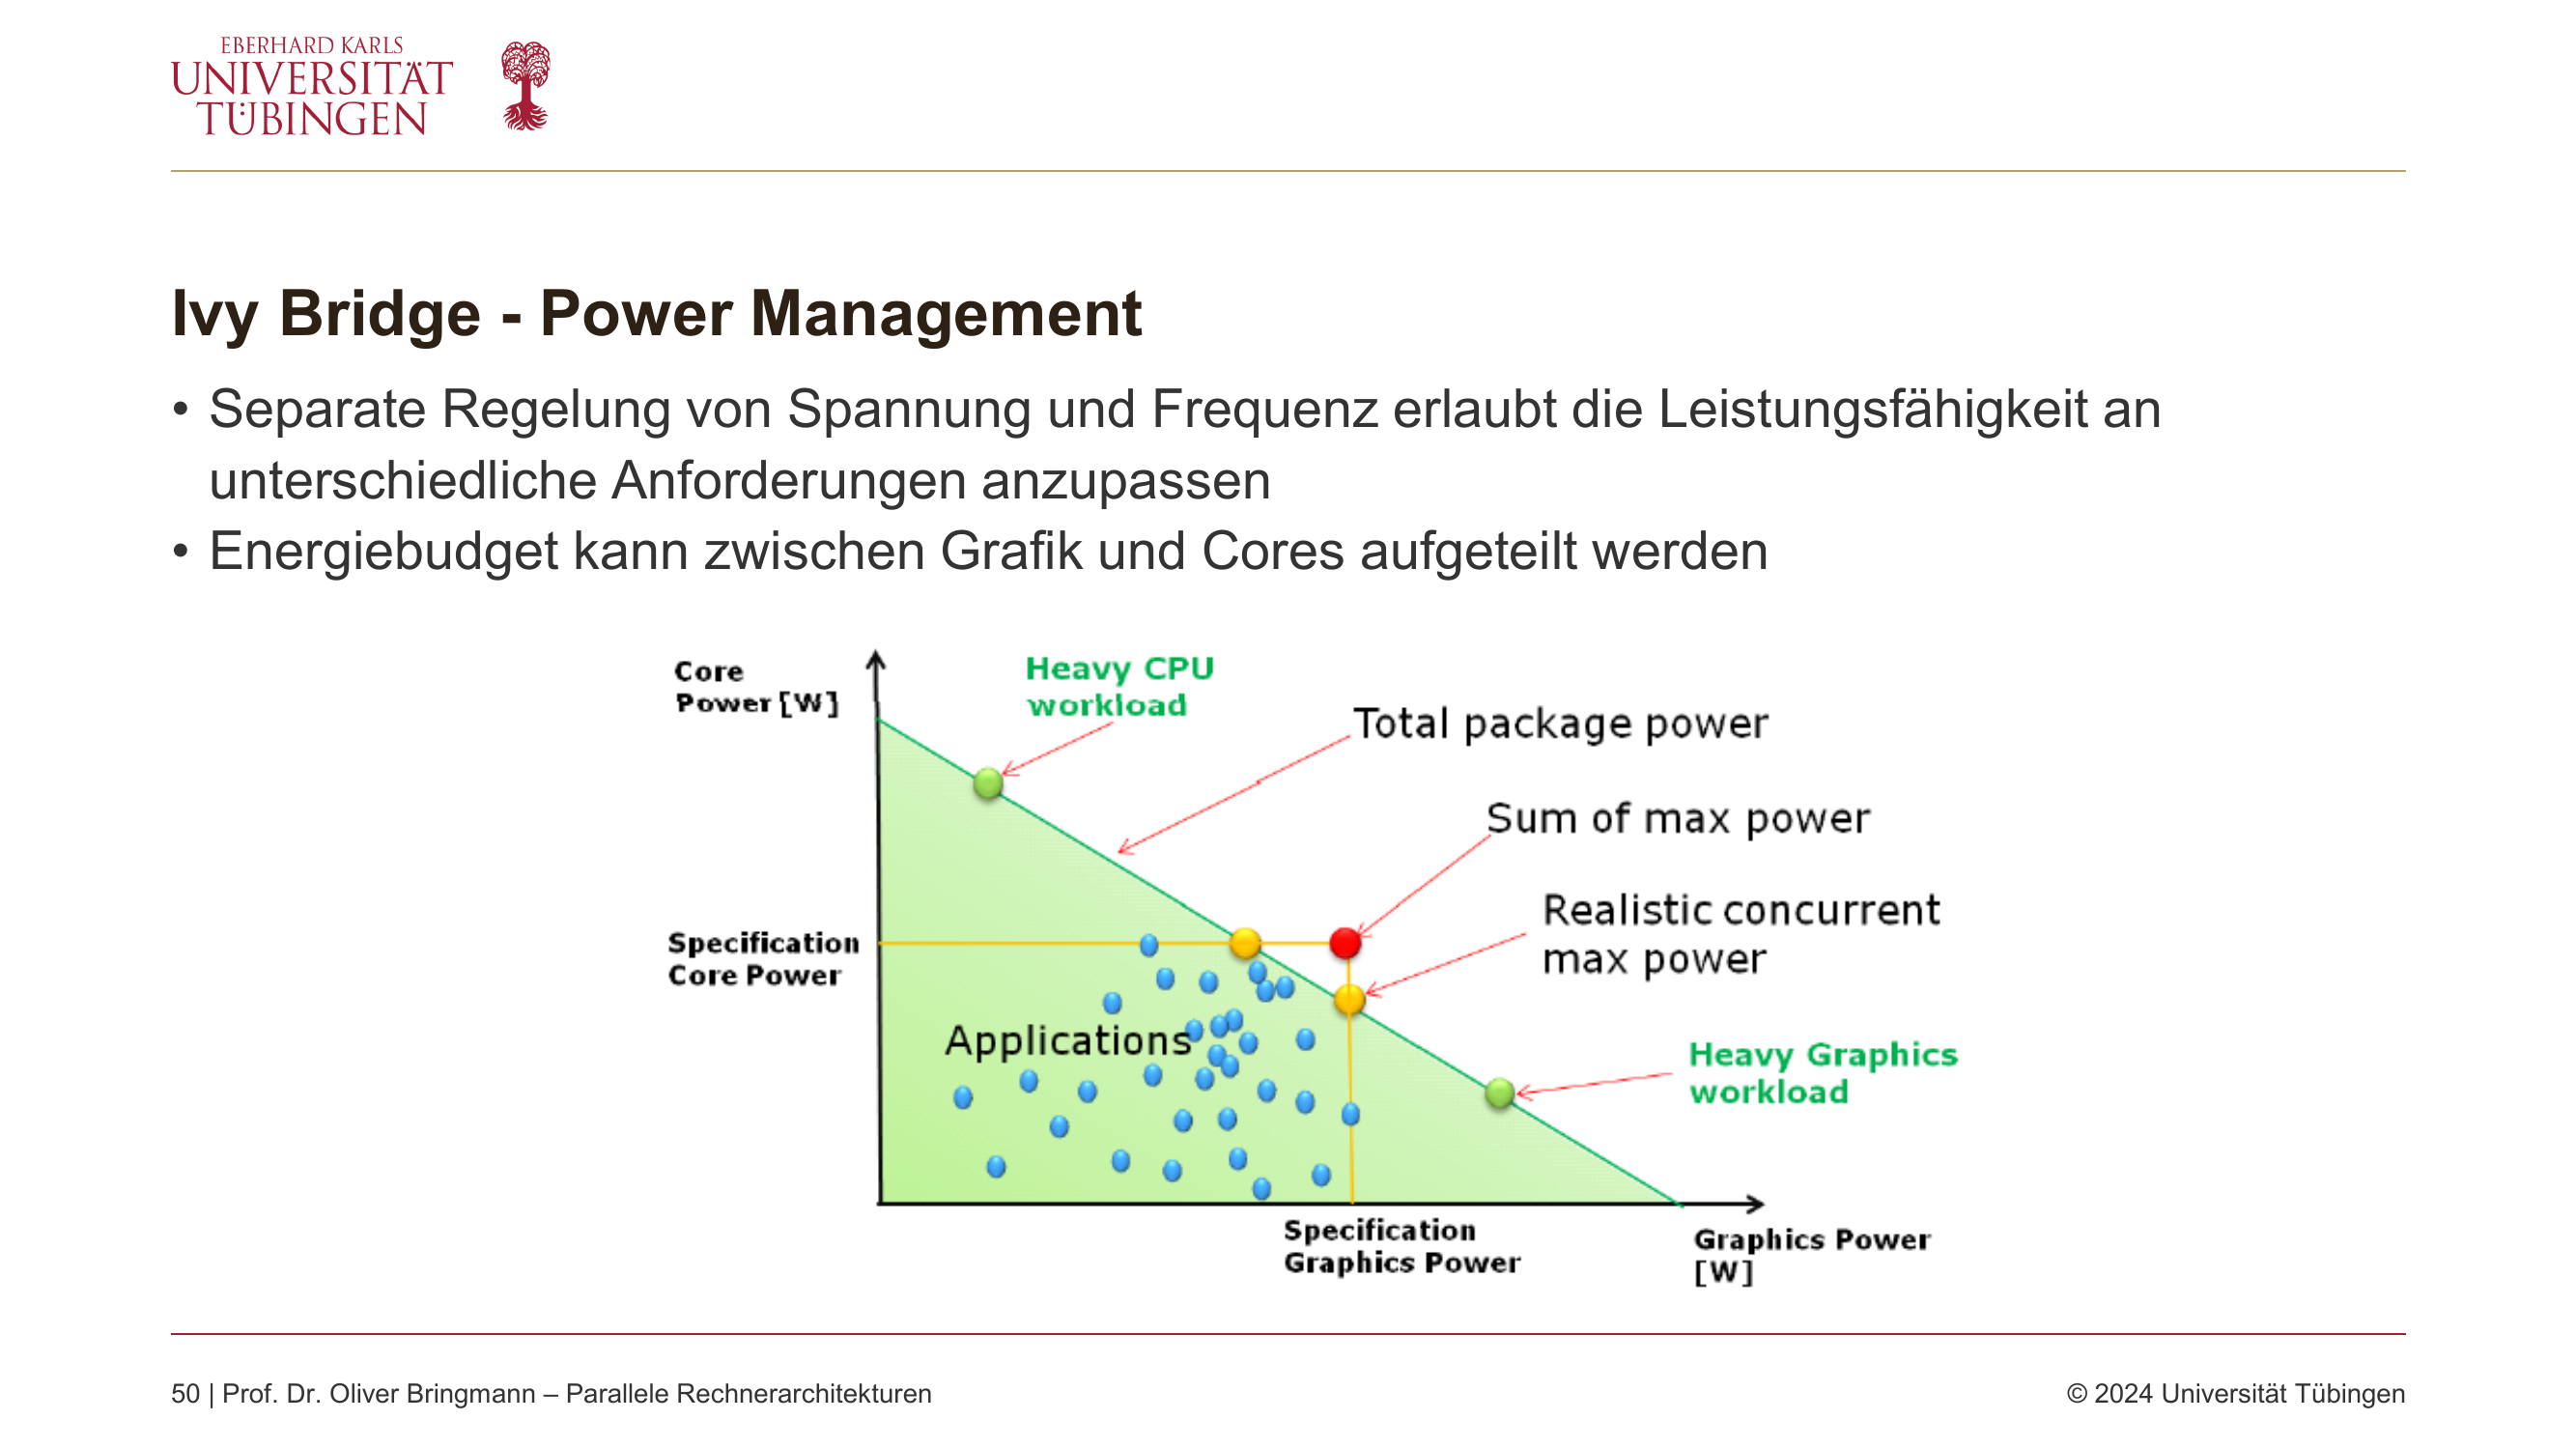 EBERHARD KARLS
UNIVERSITÄT
TÜBINGEN
Ivy Bridge - Power Management
• Separate Regelung von Spannung und Frequenz erlaubt die Leistungsfähigkeit an
unterschiedliche Anforderungen anzupassen
• Energiebudget kann zwischen Grafik und Cores aufgeteilt werden
Core
Power [W]
Heavy CPU
workload
Total package power
Sum of max power
Realistic concurrent
max power
Specification
Core Power
Applications
Heavy Graphics
workload
Specification
Graphics Power
Graphics Power
[W]
50 | Prof. Dr. Oliver Bringmann – Parallele Rechnerarchitekturen
© 2024 Universität Tübingen